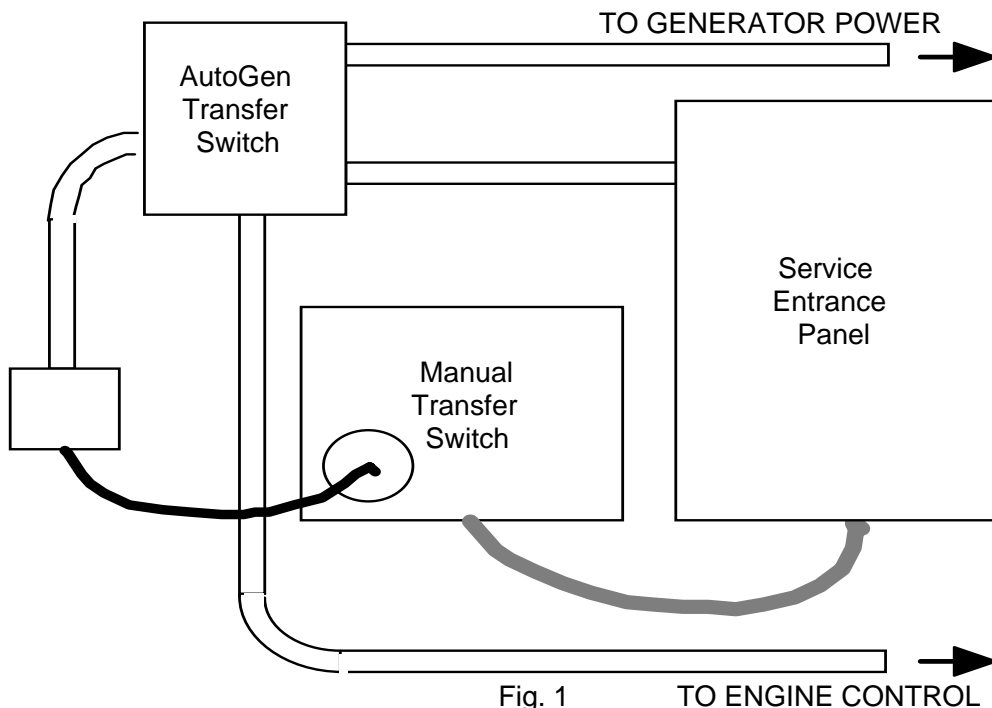 TO GENERATOR POWER
AutoGen
Transfer
Switch
Service
Entrance
Panel
Manual
Transfer
Switch
Fig. 1
TO ENGINE CONTROL